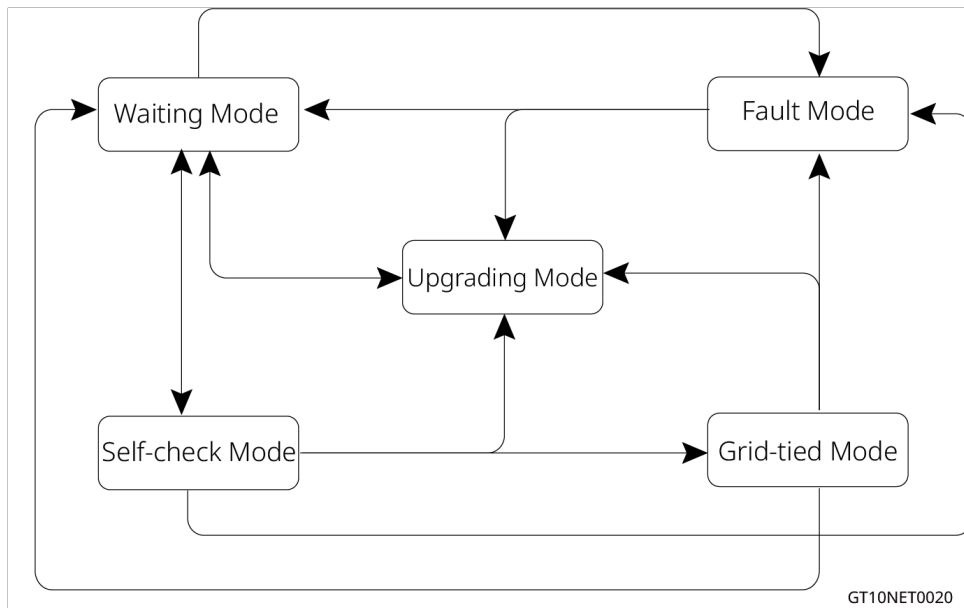 Waiting Mode
Fault Mode
Upgrading Mode
Self-check Mode
Grid-tied Mode
GT10NET0020